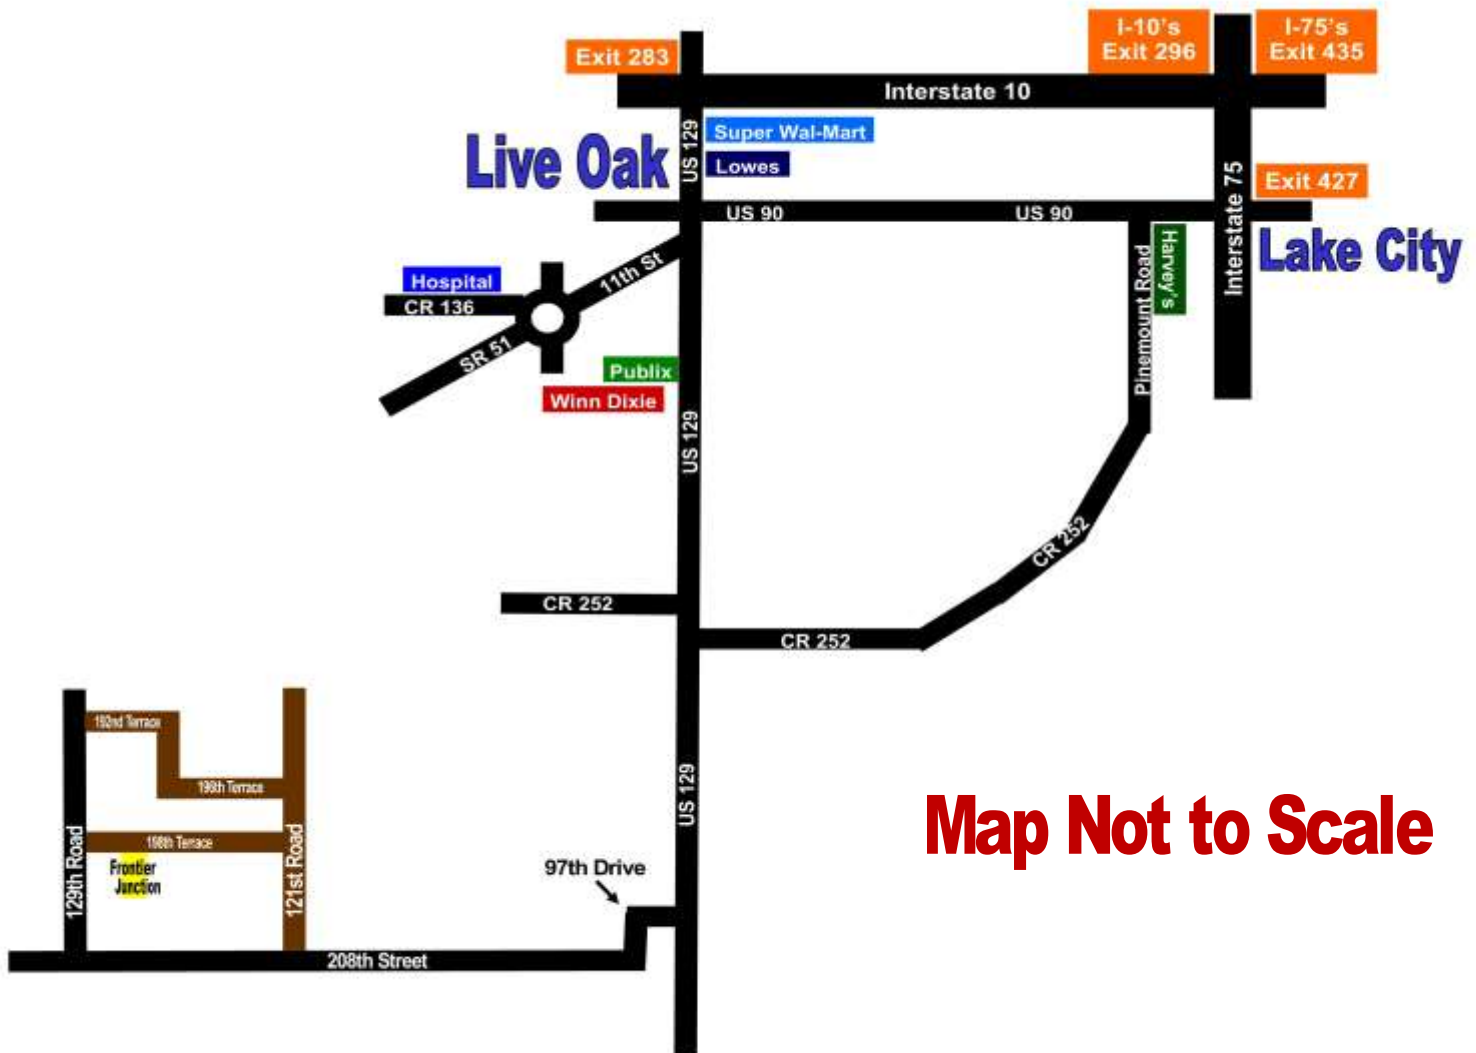 I-10's
Exit 296
I-75's
Exit 435
Exit 283
Interstate 10
US 129
Super Wal-Mart
Live Oak
Lowes
Interstate 75
Exit 427
US 90
US 90
Lake City
Harvey's
Pinemount Road
11th St
Hospital
CR 136
SR 51
Publix
Winn Dixie
US 129
CR 252
CR 252
CR 252
192nd Terrace
196th Terrace
US 129
Map Not to Scale
198th Terrace
129th Road
Frontier
Junction
121st Road
97th Drive
208th Street